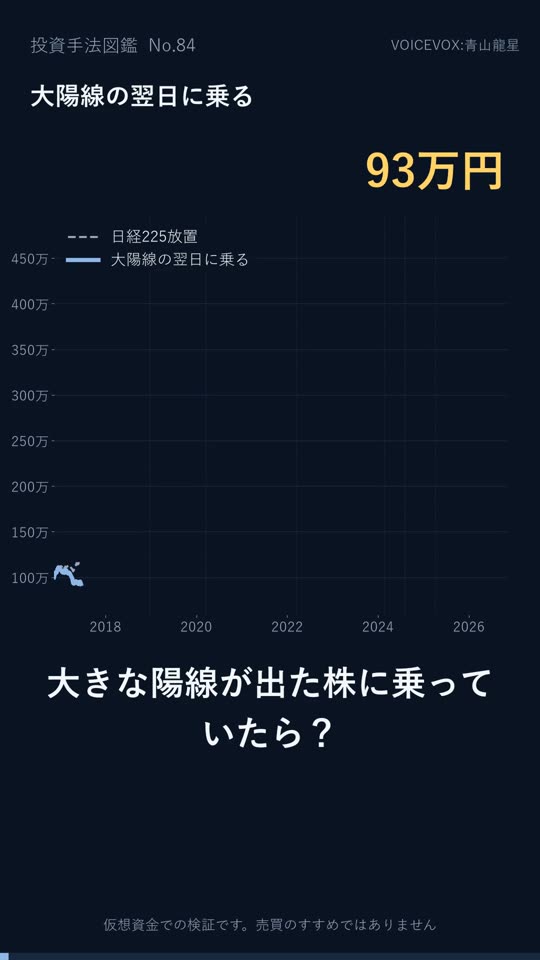 投資手法図鑑 No.84
VOICEVOX:青山龍星
大陽線の翌日に乗る
93万円
日経225放置
大陽線の翌日に乗る
450万
400万
350万
300万
250万
200万
150万
100万
2018 2020 2022 2024 2026
大きな陽線が出た株に乗って
いたら？
仮想資金での検証です。売買のすすめではありません